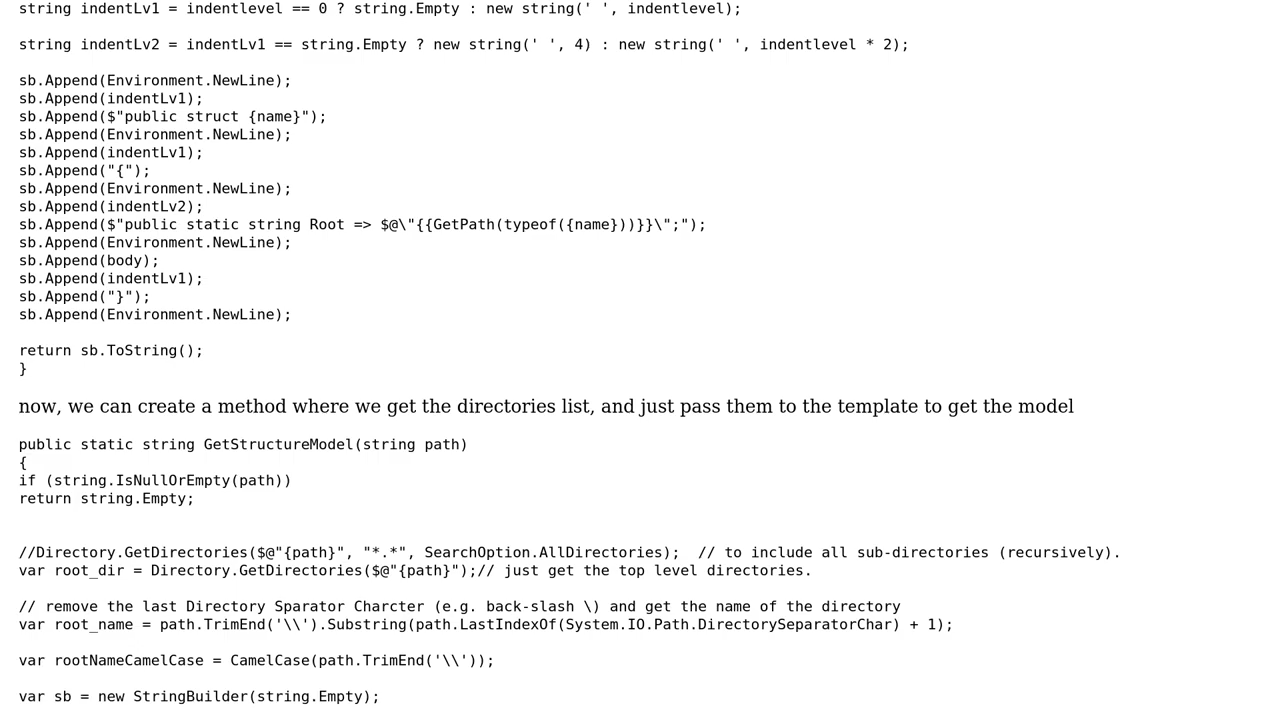 string indentLv1 = indentlevel == 0 ? string.Empty : new string(' ', indentlevel);
string indentLv2 = indentLv1 == string.Empty ? new string(' ', 4) : new string(' ', indentlevel * 2);
sb.Append(Environment.NewLine);
sb.Append(indentLv1);
sb.Append($"public struct {name}");
sb.Append(Environment.NewLine);
sb.Append(indentLv1);
sb.Append("{");
sb.Append(Environment.NewLine);
sb.Append(indentLv2);
sb.Append($"public static string Root => $@\"{{GetPath(typeof({name}))}}\";");
sb.Append(Environment.NewLine);
sb.Append(body);
sb.Append(indentLv1);
sb.Append("}");
sb.Append(Environment.NewLine);
return sb.ToString();
}
now, we can create a method where we get the directories list, and just pass them to the template to get the model
public static string GetStructureModel(string path)
{
if (string.IsNullOrEmpty(path))
return string.Empty;
//Directory.GetDirectories($@"{path}", "*.*", SearchOption.AllDirectories);  // to include all sub-directories (recursively).
var root_dir = Directory.GetDirectories($@"{path}");// just get the top level directories.
// remove the last Directory Sparator Charcter (e.g. back-slash \) and get the name of the directory
var root_name = path.TrimEnd('\\').Substring(path.LastIndexOf(System.IO.Path.DirectorySeparatorChar) + 1);
var rootNameCamelCase = CamelCase(path.TrimEnd('\\'));
var sb = new StringBuilder(string.Empty);